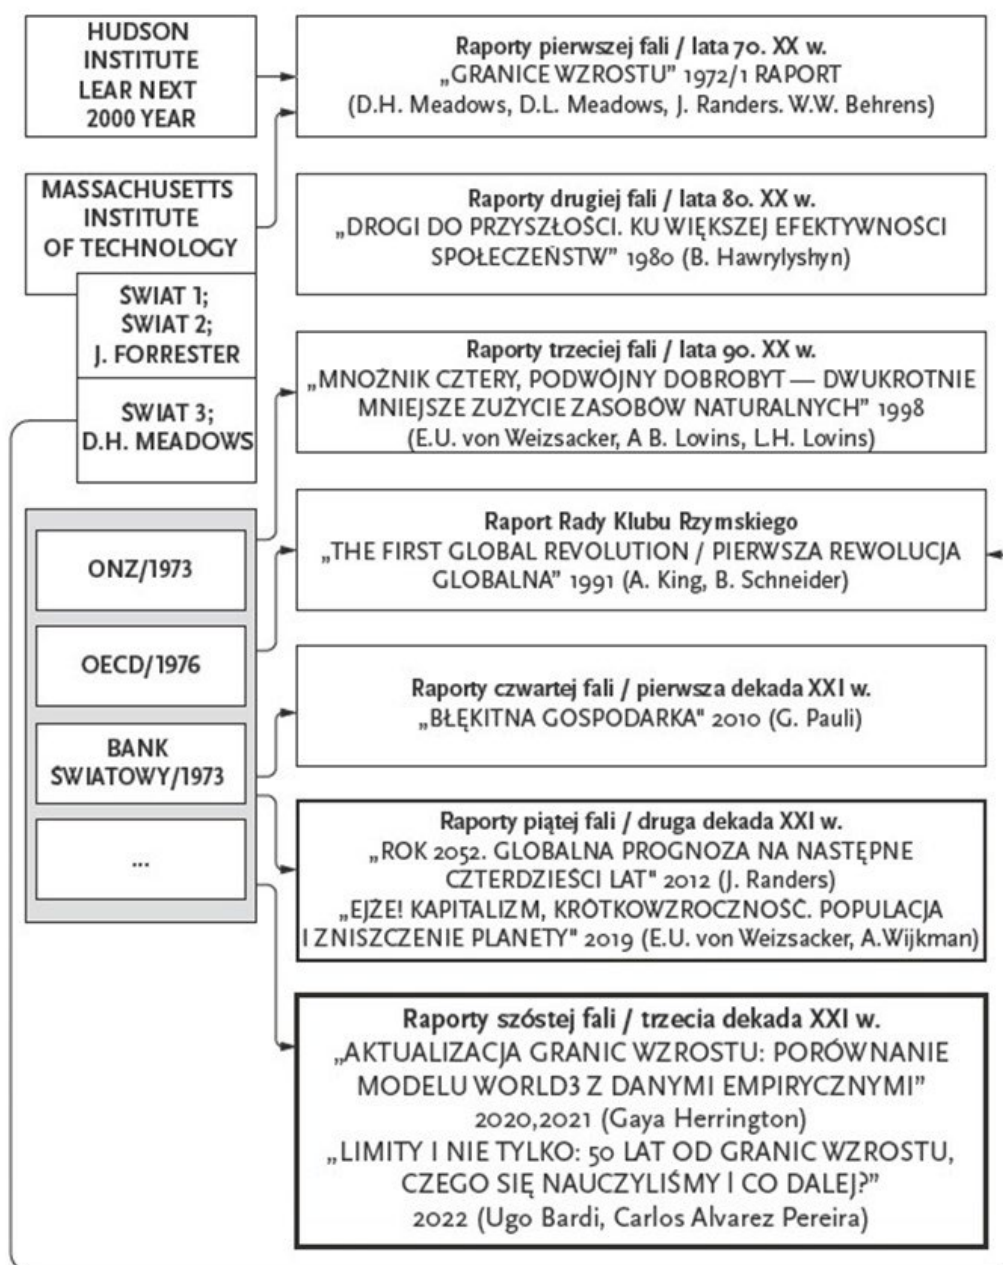 HUDSON
INSTITUTE
LEAR NEXT
2000 YEAR
Raporty pierwszej fali / lata 70. XX w.
„GRANICE WZROSTU” 1972/1 RAPORT
(D.H. Meadows, D.L. Meadows, J. Randers. W.W. Behrens)
MASSACHUSETTS
INSTITUTE
OF TECHNOLOGY
Raporty drugiej fali / lata 80. XX w.
„DROGI DO PRZYSZŁOŚCI. KU WIĘKSZEJ EFEKTYWNOŚCI
SPOŁECZEŃSTW” 1980 (B. Hawrylyshyn)
ŚWIAT 1;
ŚWIAT 2;
J. FORRESTER
ŚWIAT 3;
D.H. MEADOWS
Raporty trzeciej fali / lata 90. XX w.
„MNOŻNIK CZTERY, PODWÓJNY DOBROBYT — DWUKROTNIE
MNIEJSZE ZUŻYCIE ZASOBÓW NATURALNYCH” 1998
(E.U. von Weizsacker, A B. Lovins, L.H. Lovins)
ONZ/1973
Raport Rady Klubu Rzymskiego
„THE FIRST GLOBAL REVOLUTION / PIERWSZA REWOLUCJA
GLOBALNA” 1991 (A. King, B. Schneider)
OECD/1976
Raporty czwartej fali / pierwsza dekada XXI w.
„BŁĘKITNA GOSPODARKA" 2010 (G. Pauli)
BANK
ŚWIATOWY/1973
...
Raporty piątej fali / druga dekada XXI w.
„ROK 2052. GLOBALNA PROGNOZA NA NASTĘPNE
CZTERDZIEŚCI LAT" 2012 (J. Randers)
„EJŻE! KAPITALIZM, KRÓTKOWZROCZNOŚĆ. POPULACJA
I ZNISZCZENIE PLANETY" 2019 (E.U. von Weizsacker, A.Wijkman)
Raporty szóstej fali / trzecia dekada XXI w.
„AKTUALIZACJA GRANIC WZROSTU: PORÓWNANIE
MODELU WORLD3 Z DANYMI EMPIRYCZNYMI”
2020,2021 (Gaya Herrington)
„LIMITY I NIE TYLKO: 50 LAT OD GRANIC WZROSTU,
CZEGO SIĘ NAUCZYLIŚMY I CO DALEJ?”
2022 (Ugo Bardi, Carlos Alvarez Pereira)